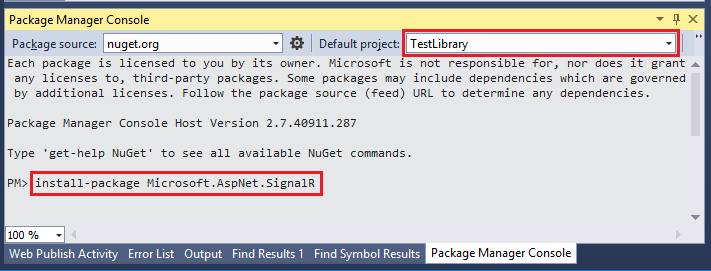 Package Manager Console
Package source: nuget.org Default project: TestLibrary
Each package is licensed to you by its owner. Microsoft is not responsible for, nor does it grant
any licenses to, third-party packages. Some packages may include dependencies which are governed
by additional licenses. Follow the package source (feed) URL to determine any dependencies.
Package Manager Console Host Version 2.7.40911.287
Type 'get-help NuGet' to see all available NuGet commands.
PM> install-package Microsoft.AspNet.SignalR
100 %
Web Publish Activity Error List Output Find Results 1 Find Symbol Results Package Manager Console